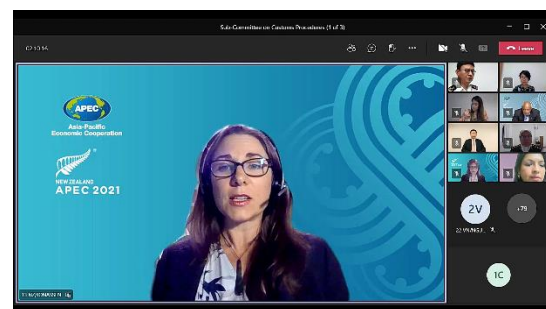 Sub-Committee on Customs Procedures (1 of 3)
Leave
APEC
Asia-Pacific
Economic Cooperation
NEW ZEALAND
APEC 2021
2V
+79
1C